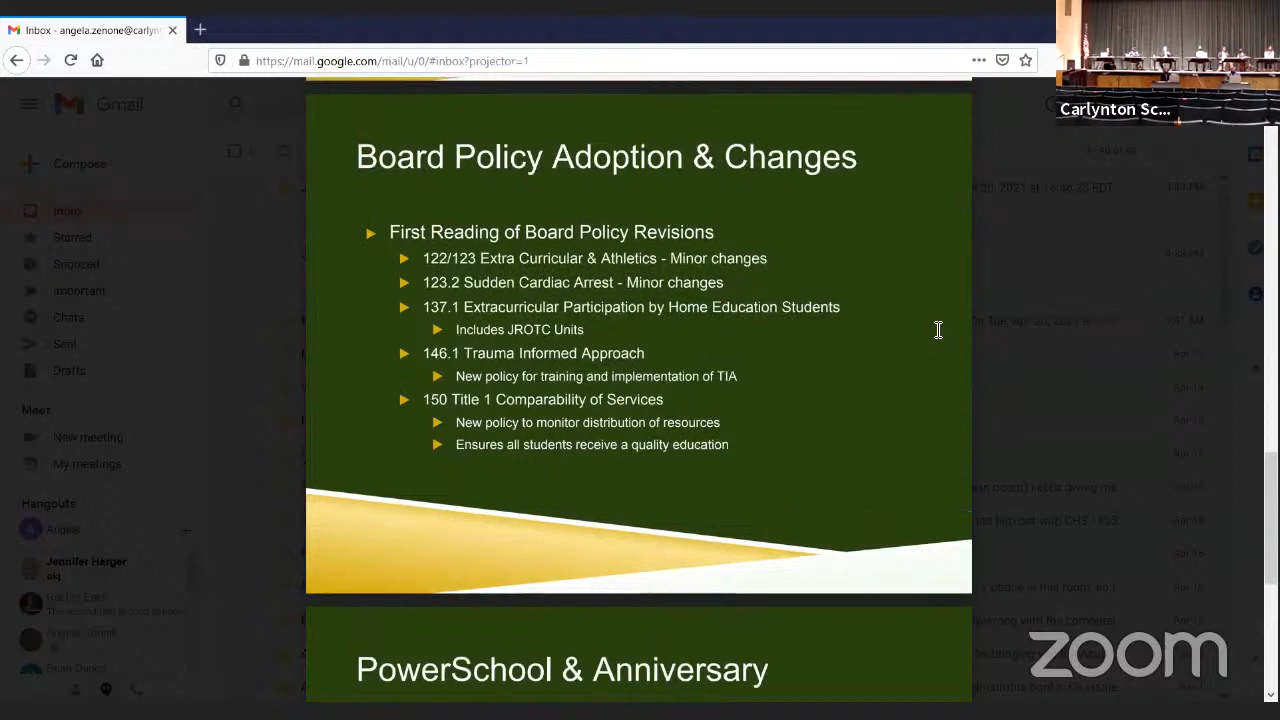 Inbox - angela.zenone@carlynt
https://mail.google.com/mail/u/0/#inbox?projector=1
Carlynton Sc...
Gmail
Compose
Inbox
Starred
Snoozed
Important
Chats
Sent
Drafts
Meet
New meeting
My meetings
Hangouts
Angela
Jennifer Harger
okj
Board Policy Adoption & Changes
First Reading of Board Policy Revisions
122/123 Extra Curricular & Athletics - Minor changes
123.2 Sudden Cardiac Arrest - Minor changes
137.1 Extracurricular Participation by Home Education Students
Includes JROTC Units
146.1 Trauma Informed Approach
New policy for training and implementation of TIA
150 Title 1 Comparability of Services
New policy to monitor distribution of resources
Ensures all students receive a quality education
PowerSchool & Anniversary
zoom